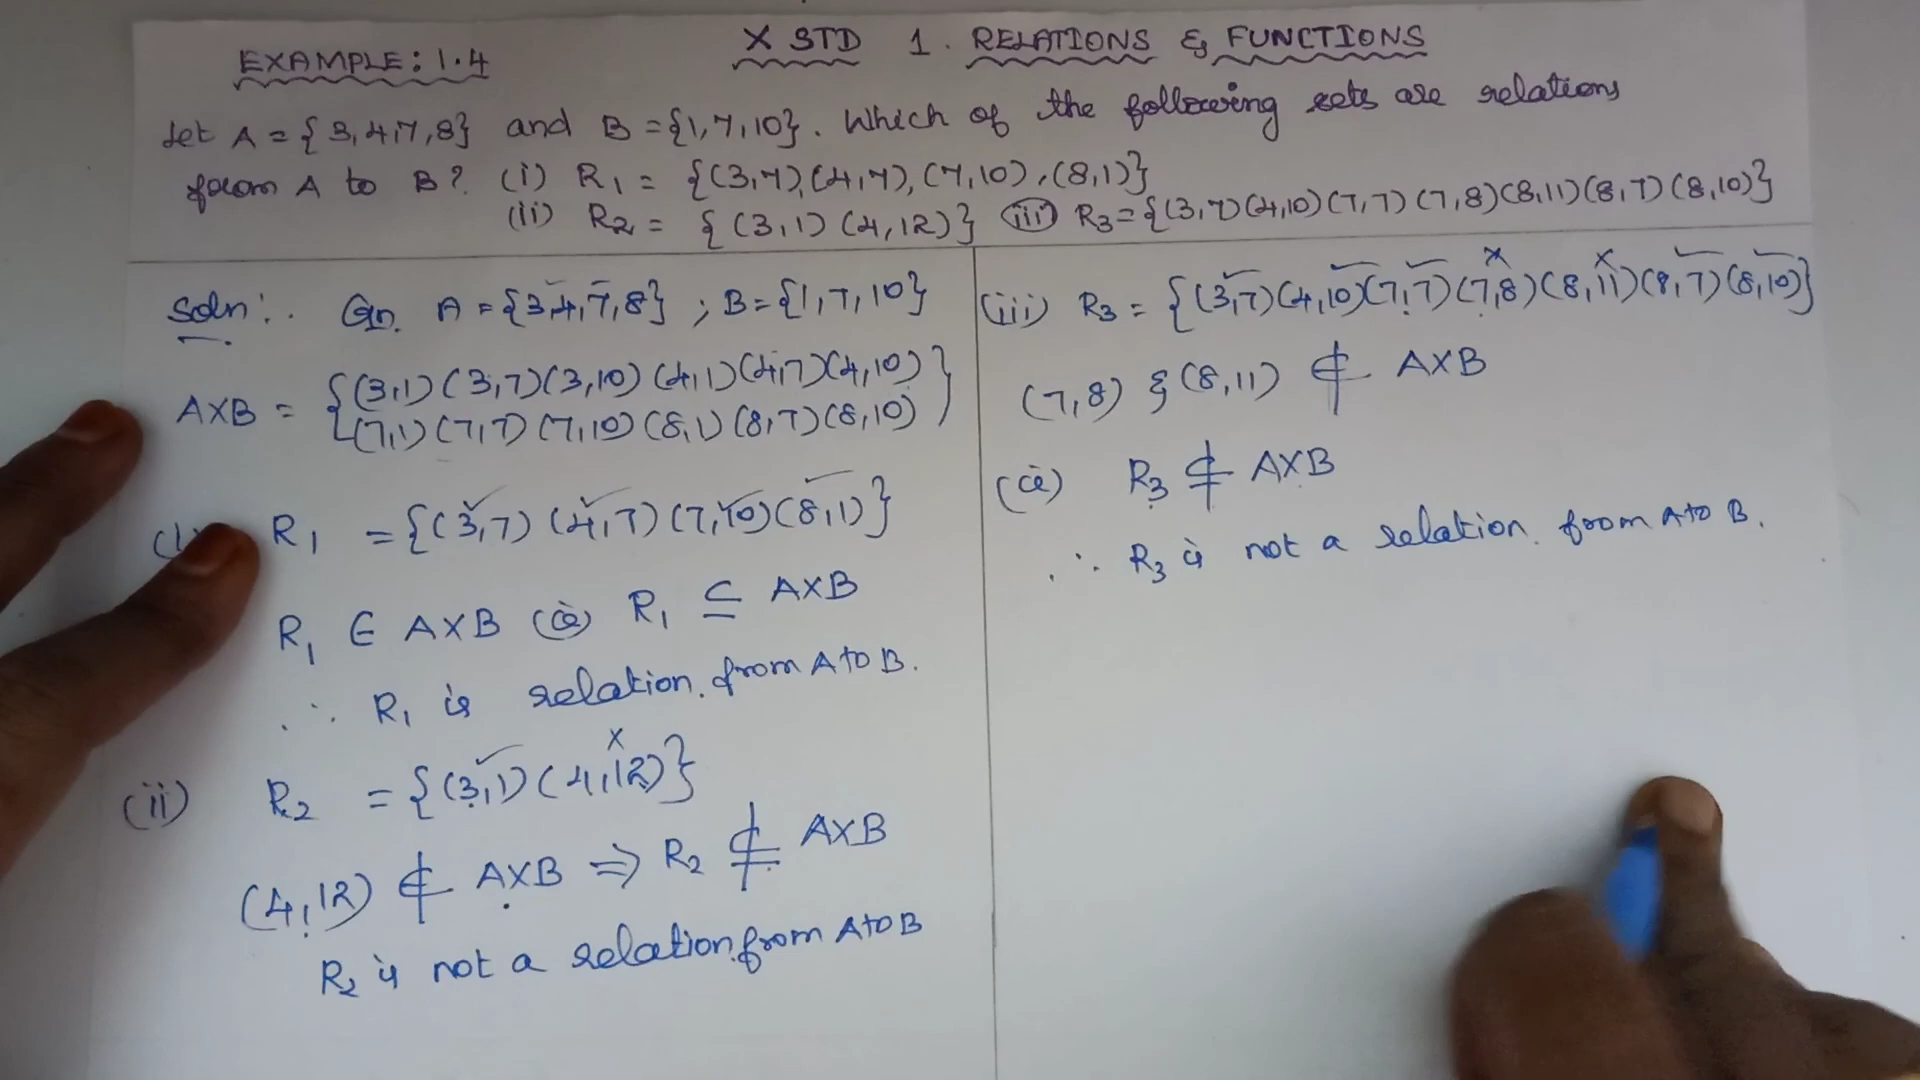 X STD 1. RELATIONS & FUNCTIONS
EXAMPLE: 1.4
Let A = {3,4,7,8} and B = {1,7,10}. Which of the following sets are relations
from A to B? (i) R₁ = {(3,7),(4,7),(7,10),(8,1)}
(ii) R₂ = {(3,1)(4,12)} (iii) R₃={(3,7)(4,10)(7,7)(7,8)(8,11)(8,7)(8,10)}
Soln:. Gn. A = {3,4,7,8} ; B={1,7,10}
A×B = {(3,1)(3,7)(3,10)(4,1)(4,7)(4,10)
(7,1)(7,7)(7,10)(8,1)(8,7)(8,10)}
(i) R₁ = {(3,7)(4,7)(7,10)(8,1)}
R₁ ∈ A×B (ie) R₁ ⊆ A×B
∴ R₁ is relation from A to B.
(ii) R₂ = {(3,1)(4,12)}
(4,12) ∉ A×B ⇒ R₂ ⊈ A×B
R₂ is not a relation from A to B
(iii) R₃ = {(3,7)(4,10)(7,7)(7,8)(8,11)(8,7)(8,10)}
(7,8) & (8,11) ∉ A×B
(ie) R₃ ⊈ A×B
∴ R₃ is not a relation from A to B.